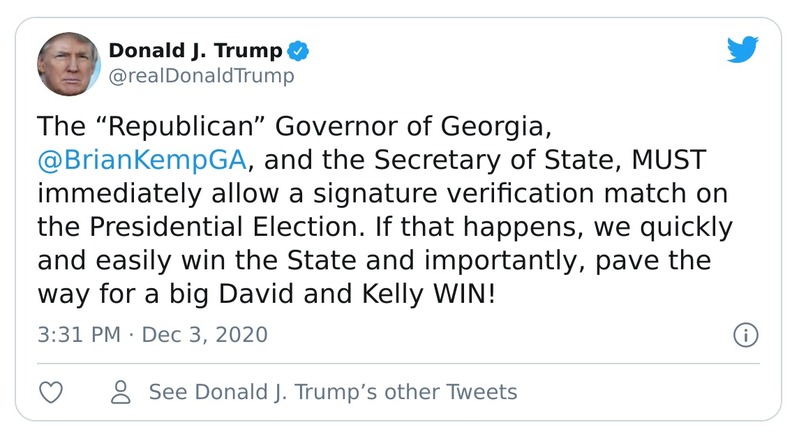 Donald J. Trump
@realDonaldTrump
The “Republican” Governor of Georgia,
@BrianKempGA, and the Secretary of State, MUST
immediately allow a signature verification match on
the Presidential Election. If that happens, we quickly
and easily win the State and importantly, pave the
way for a big David and Kelly WIN!
3:31 PM · Dec 3, 2020
See Donald J. Trump’s other Tweets